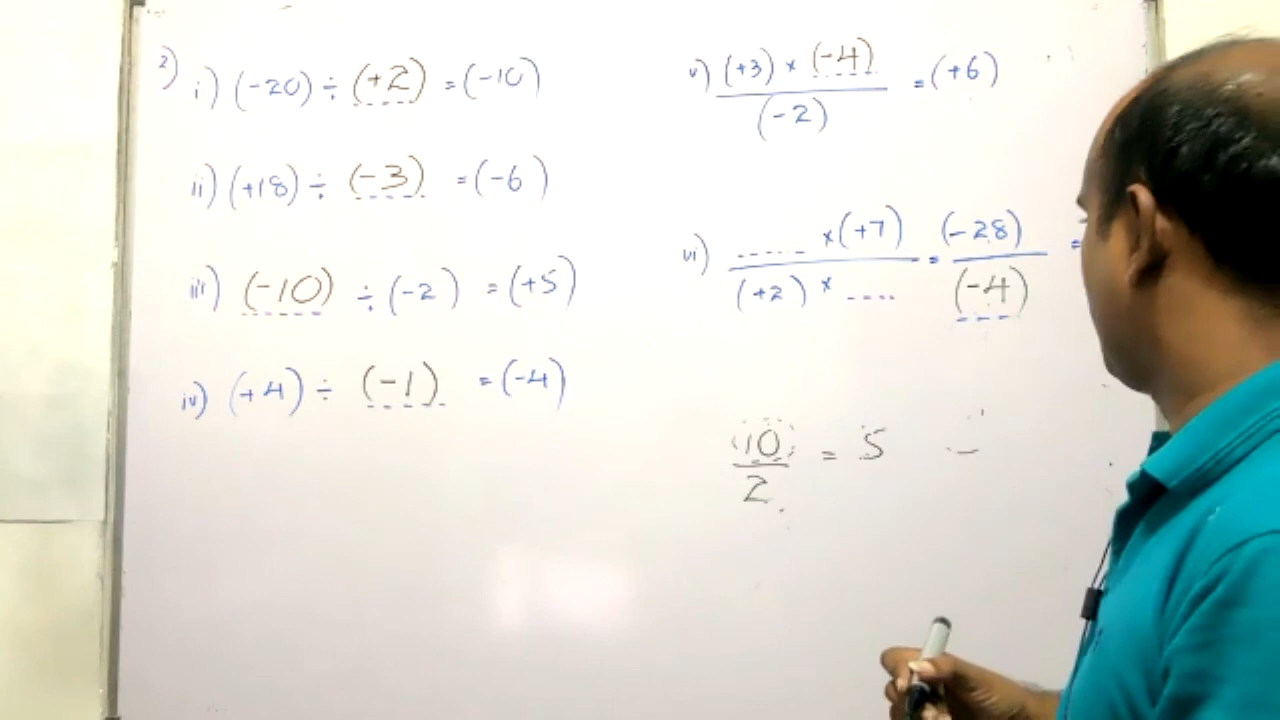 2) i) (-20) ÷ (+2) = (-10)
ii) (+18) ÷ (-3) = (-6)
iii) (-10) ÷ (-2) = (+5)
iv) (+4) ÷ (-1) = (-4)
v) (+3) × (-4)
(-2)
= (+6)
vi) ..... × (+7)
(+2) × ....
= (-28)
(-4)
=
10
2
= 5